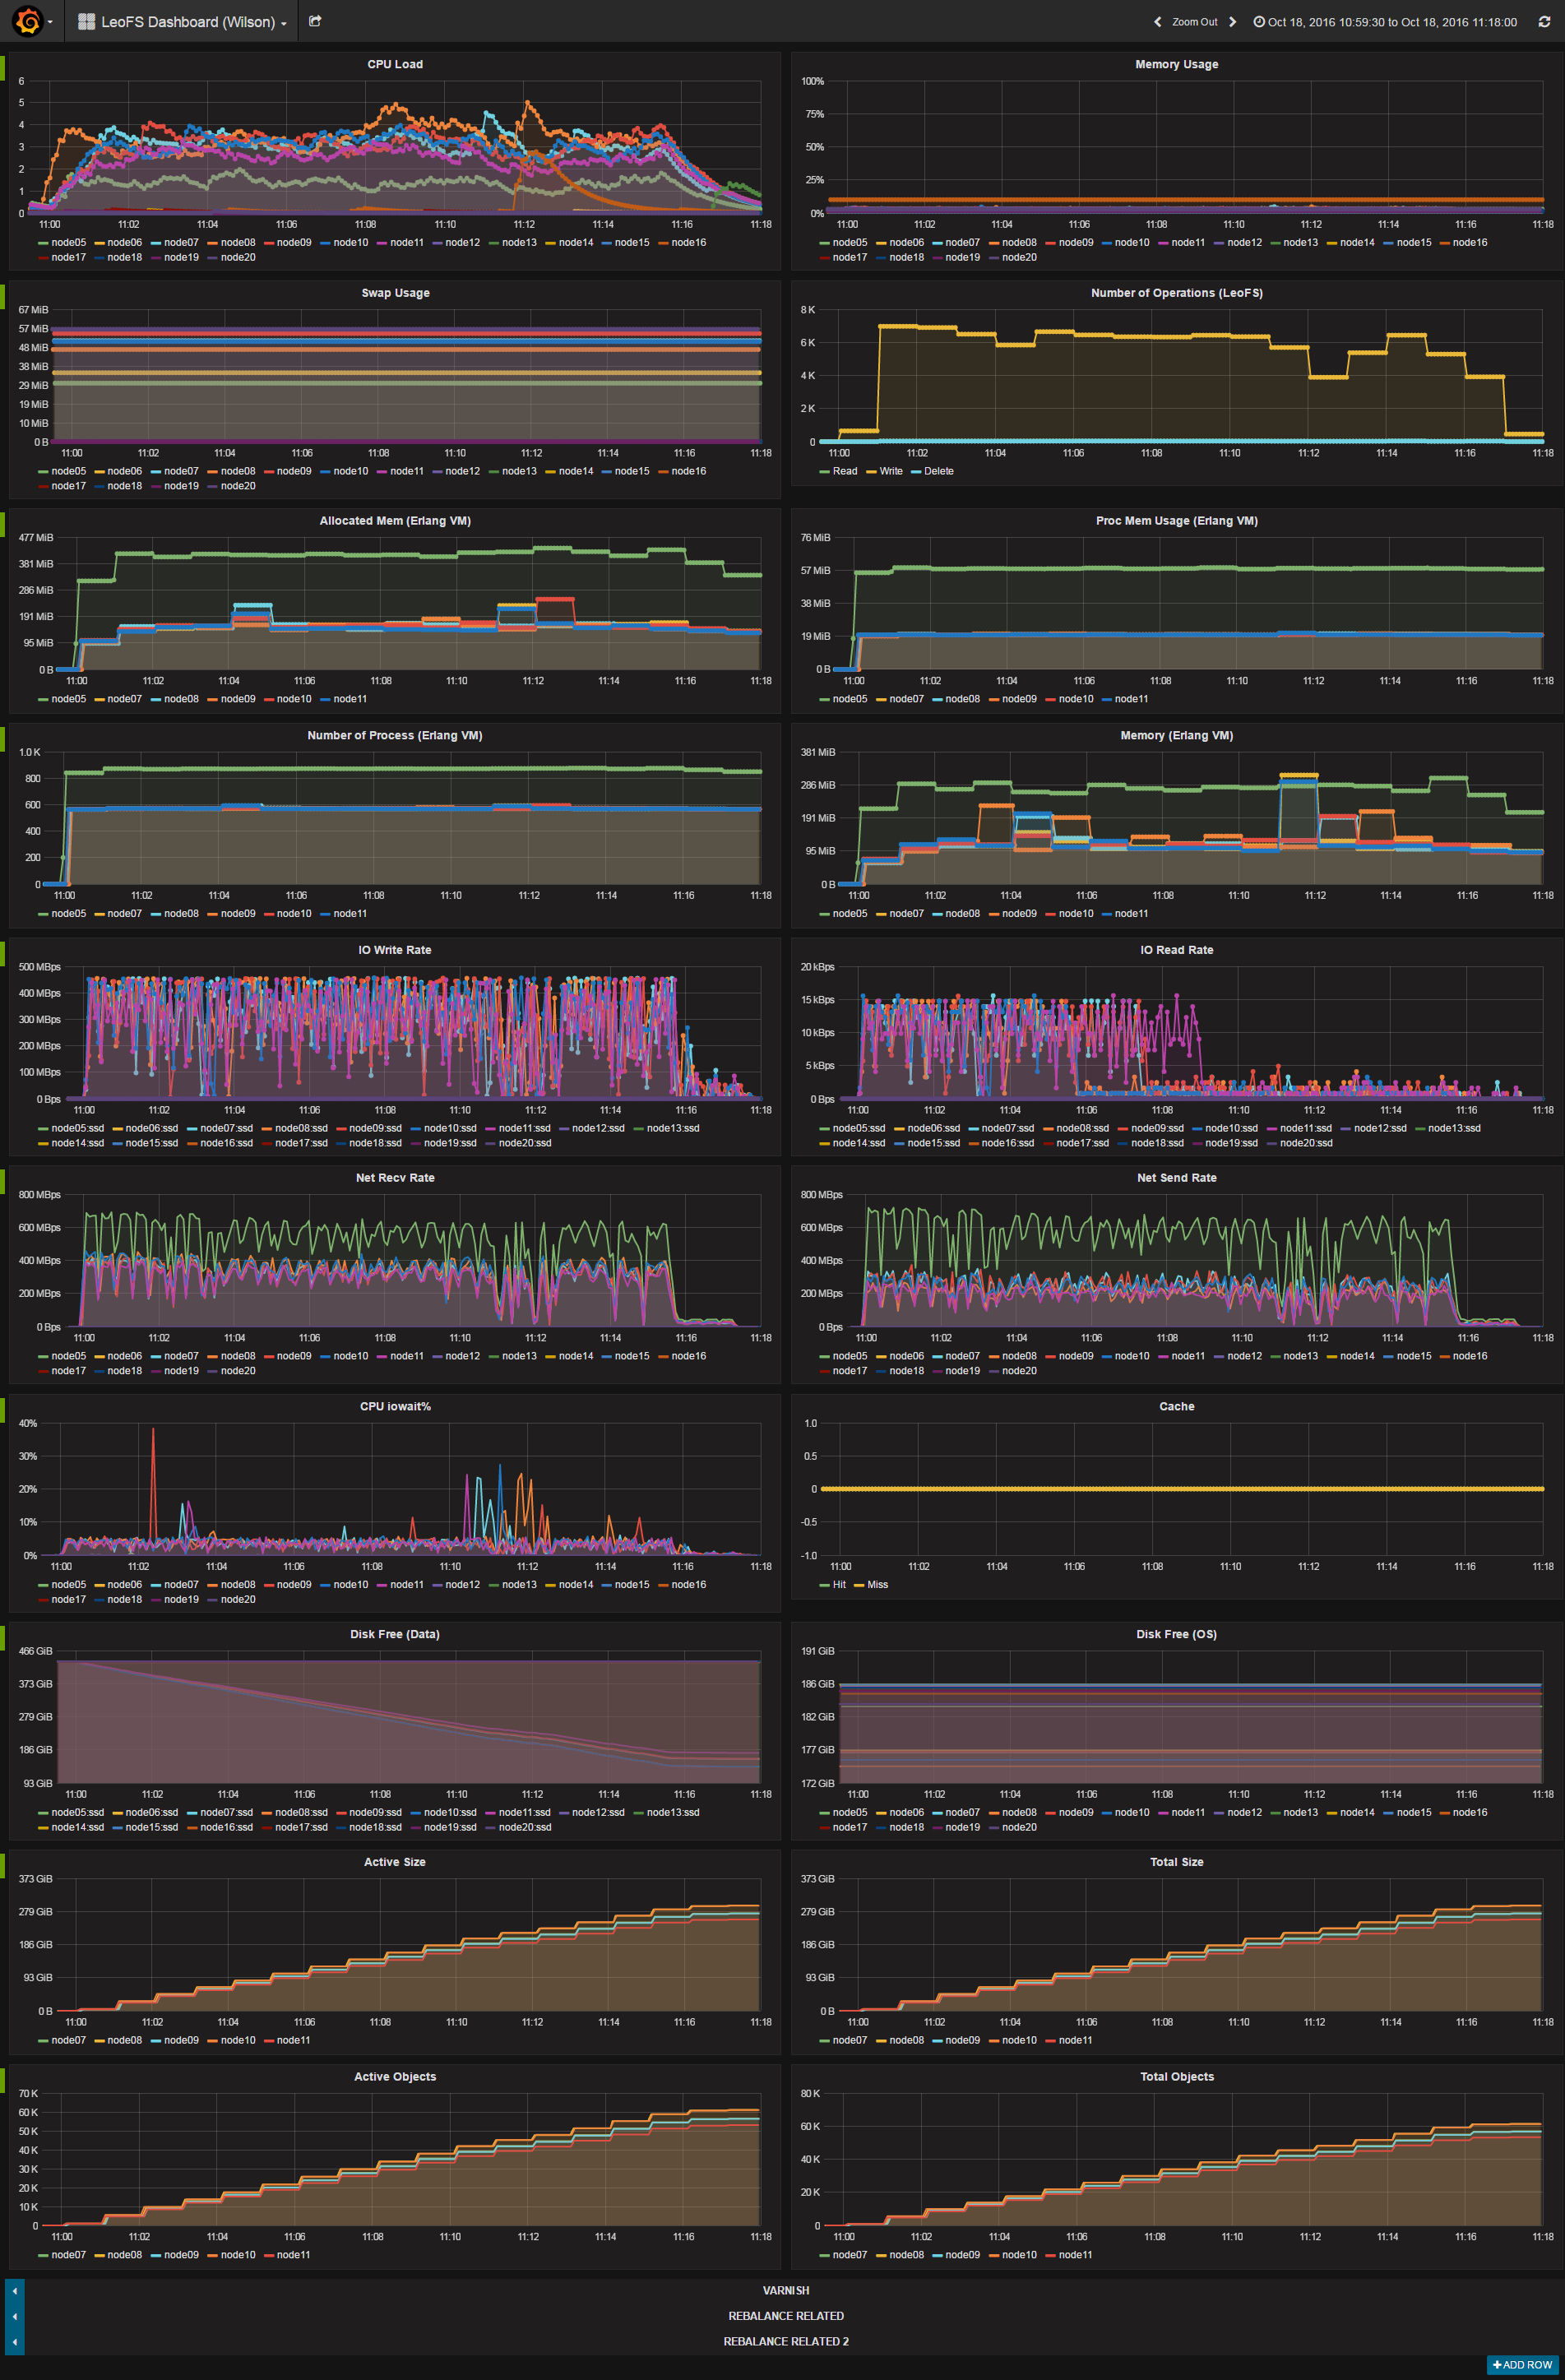 LeoFS Dashboard (Wilson)
Zoom Out
Oct 18, 2016 10:59:30 to Oct 18, 2016 11:18:00
CPU Load
6
5
4
3
2
1
0
11:00 11:02 11:04 11:06 11:08 11:10 11:12 11:14 11:16 11:18
node05 node06 node07 node08 node09 node10 node11 node12 node13 node14 node15 node16
node17 node18 node19 node20
Memory Usage
100%
75%
50%
25%
0%
11:00 11:02 11:04 11:06 11:08 11:10 11:12 11:14 11:16 11:18
node05 node06 node07 node08 node09 node10 node11 node12 node13 node14 node15 node16
node17 node18 node19 node20
Swap Usage
67 MiB
57 MiB
48 MiB
38 MiB
29 MiB
19 MiB
10 MiB
0 B
11:00 11:02 11:04 11:06 11:08 11:10 11:12 11:14 11:16 11:18
node05 node06 node07 node08 node09 node10 node11 node12 node13 node14 node15 node16
node17 node18 node19 node20
Number of Operations (LeoFS)
8 K
6 K
4 K
2 K
0
11:00 11:02 11:04 11:06 11:08 11:10 11:12 11:14 11:16 11:18
Read Write Delete
Allocated Mem (Erlang VM)
477 MiB
381 MiB
286 MiB
191 MiB
95 MiB
0 B
11:00 11:02 11:04 11:06 11:08 11:10 11:12 11:14 11:16 11:18
node05 node07 node08 node09 node10 node11
Proc Mem Usage (Erlang VM)
76 MiB
57 MiB
38 MiB
19 MiB
0 B
11:00 11:02 11:04 11:06 11:08 11:10 11:12 11:14 11:16 11:18
node05 node07 node08 node09 node10 node11
Number of Process (Erlang VM)
1.0 K
800
600
400
200
0
11:00 11:02 11:04 11:06 11:08 11:10 11:12 11:14 11:16 11:18
node05 node07 node08 node09 node10 node11
Memory (Erlang VM)
381 MiB
286 MiB
191 MiB
95 MiB
0 B
11:00 11:02 11:04 11:06 11:08 11:10 11:12 11:14 11:16 11:18
node05 node07 node08 node09 node10 node11
IO Write Rate
500 MBps
400 MBps
300 MBps
200 MBps
100 MBps
0 Bps
11:00 11:02 11:04 11:06 11:08 11:10 11:12 11:14 11:16 11:18
node05:ssd node06:ssd node07:ssd node08:ssd node09:ssd node10:ssd node11:ssd node12:ssd node13:ssd
node14:ssd node15:ssd node16:ssd node17:ssd node18:ssd node19:ssd node20:ssd
IO Read Rate
20 kBps
15 kBps
10 kBps
5 kBps
0 Bps
11:00 11:02 11:04 11:06 11:08 11:10 11:12 11:14 11:16 11:18
node05:ssd node06:ssd node07:ssd node08:ssd node09:ssd node10:ssd node11:ssd node12:ssd node13:ssd
node14:ssd node15:ssd node16:ssd node17:ssd node18:ssd node19:ssd node20:ssd
Net Recv Rate
800 MBps
600 MBps
400 MBps
200 MBps
0 Bps
11:00 11:02 11:04 11:06 11:08 11:10 11:12 11:14 11:16 11:18
node05 node06 node07 node08 node09 node10 node11 node12 node13 node14 node15 node16
node17 node18 node19 node20
Net Send Rate
800 MBps
600 MBps
400 MBps
200 MBps
0 Bps
11:00 11:02 11:04 11:06 11:08 11:10 11:12 11:14 11:16 11:18
node05 node06 node07 node08 node09 node10 node11 node12 node13 node14 node15 node16
node17 node18 node19 node20
CPU iowait%
40%
30%
20%
10%
0%
11:00 11:02 11:04 11:06 11:08 11:10 11:12 11:14 11:16 11:18
node05 node06 node07 node08 node09 node10 node11 node12 node13 node14 node15 node16
node17 node18 node19 node20
Cache
1.0
0.5
0
-0.5
-1.0
11:00 11:02 11:04 11:06 11:08 11:10 11:12 11:14 11:16 11:18
Hit Miss
Disk Free (Data)
466 GiB
373 GiB
279 GiB
186 GiB
93 GiB
11:00 11:02 11:04 11:06 11:08 11:10 11:12 11:14 11:16 11:18
node05:ssd node06:ssd node07:ssd node08:ssd node09:ssd node10:ssd node11:ssd node12:ssd node13:ssd
node14:ssd node15:ssd node16:ssd node17:ssd node18:ssd node19:ssd node20:ssd
Disk Free (OS)
191 GiB
186 GiB
182 GiB
177 GiB
172 GiB
11:00 11:02 11:04 11:06 11:08 11:10 11:12 11:14 11:16 11:18
node05 node06 node07 node08 node09 node10 node11 node12 node13 node14 node15 node16
node17 node18 node19 node20
Active Size
373 GiB
279 GiB
186 GiB
93 GiB
0 B
11:00 11:02 11:04 11:06 11:08 11:10 11:12 11:14 11:16 11:18
node07 node08 node09 node10 node11
Total Size
373 GiB
279 GiB
186 GiB
93 GiB
0 B
11:00 11:02 11:04 11:06 11:08 11:10 11:12 11:14 11:16 11:18
node07 node08 node09 node10 node11
Active Objects
70 K
60 K
50 K
40 K
30 K
20 K
10 K
0
11:00 11:02 11:04 11:06 11:08 11:10 11:12 11:14 11:16 11:18
node07 node08 node09 node10 node11
Total Objects
80 K
60 K
40 K
20 K
0
11:00 11:02 11:04 11:06 11:08 11:10 11:12 11:14 11:16 11:18
node07 node08 node09 node10 node11
VARNISH
REBALANCE RELATED
REBALANCE RELATED 2
+ ADD ROW